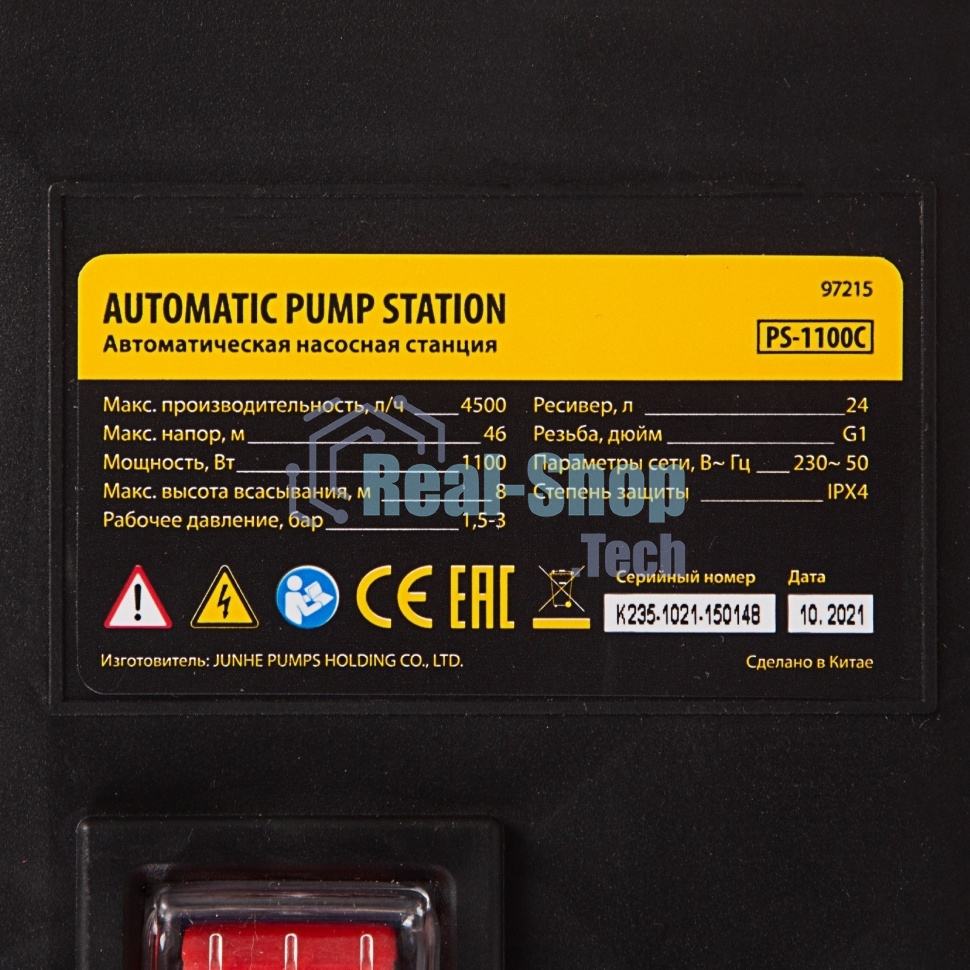 97215
AUTOMATIC PUMP STATION
PS-1100C
Автоматическая насосная станция
Макс. производительность, л/ч 4500
Макс. напор, м 46
Мощность, Вт 1100
Макс. высота всасывания, м 8
Рабочее давление, бар 1,5-3
Ресивер, л 24
Резьба, дюйм G1
Параметры сети, В~ Гц 230~ 50
Степень защиты IPX4
Real-Shop
.Tech
CE EAC
Серийный номер Дата
K235-1021-150148 10. 2021
Изготовитель: JUNHE PUMPS HOLDING CO., LTD. Сделано в Китае